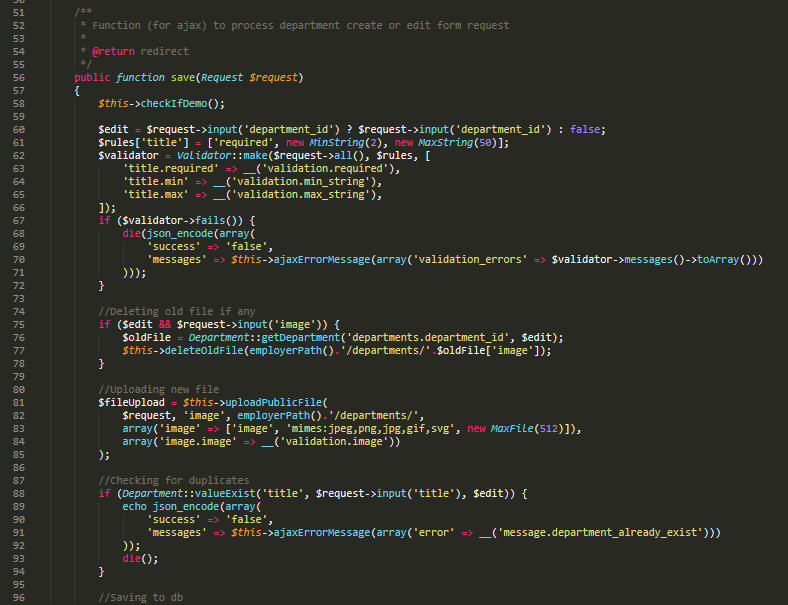 51 /**
52 * Function (for ajax) to process department create or edit form request
53 *
54 * @return redirect
55 */
56 public function save(Request $request)
57 {
58 $this->checkIfDemo();
59
60 $edit = $request->input('department_id') ? $request->input('department_id') : false;
61 $rules['title'] = ['required', new MinString(2), new MaxString(50)];
62 $validator = Validator::make($request->all(), $rules, [
63 'title.required' => __('validation.required'),
64 'title.min' => __('validation.min_string'),
65 'title.max' => __('validation.max_string'),
66 ]);
67 if ($validator->fails()) {
68 die(json_encode(array(
69 'success' => 'false',
70 'messages' => $this->ajaxErrorMessage(array('validation_errors' => $validator->messages()->toArray()))
71 )));
72 }
73
74 //Deleting old file if any
75 if ($edit && $request->input('image')) {
76 $oldFile = Department::getDepartment('departments.department_id', $edit);
77 $this->deleteOldFile(employerPath().'/departments/'.$oldFile['image']);
78 }
79
80 //Uploading new file
81 $fileUpload = $this->uploadPublicFile(
82 $request, 'image', employerPath().'/departments/',
83 array('image' => ['image', 'mimes:jpeg,png,jpg,gif,svg', new MaxFile(512)]),
84 array('image.image' => __('validation.image'))
85 );
86
87 //Checking for duplicates
88 if (Department::valueExist('title', $request->input('title'), $edit)) {
89 echo json_encode(array(
90 'success' => 'false',
91 'messages' => $this->ajaxErrorMessage(array('error' => __('message.department_already_exist')))
92 ));
93 die();
94 }
95
96 //Saving to db